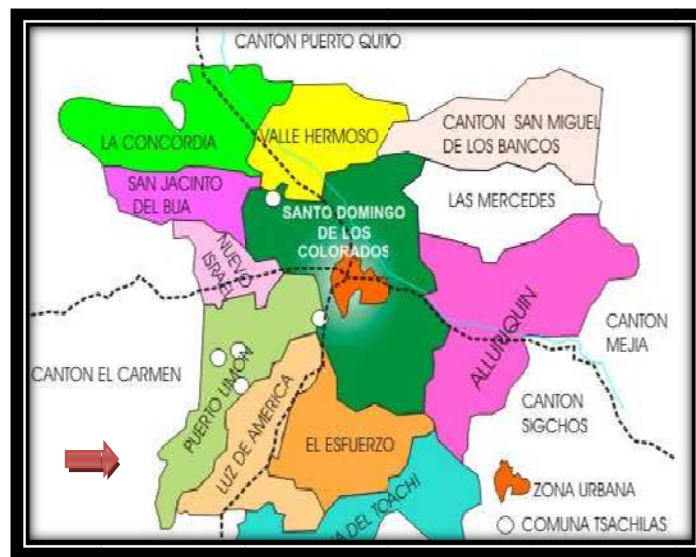 CANTON PUERTO QUITO
LA CONCORDIA
VALLE HERMOSO
CANTON SAN MIGUEL
DE LOS BANCOS
SAN JACINTO
DEL BUA
LAS MERCEDES
SANTO DOMINGO
DE LOS
COLORADOS
NUEVO
ISRAEL
ALLURIQUIN
CANTON
MEJIA
CANTON EL CARMEN
PUERTO LIMON
LUZ DE AMERICA
EL ESFUERZO
CANTON
SIGCHOS
DEL TOACHI
ZONA URBANA
COMUNA TSACHILAS